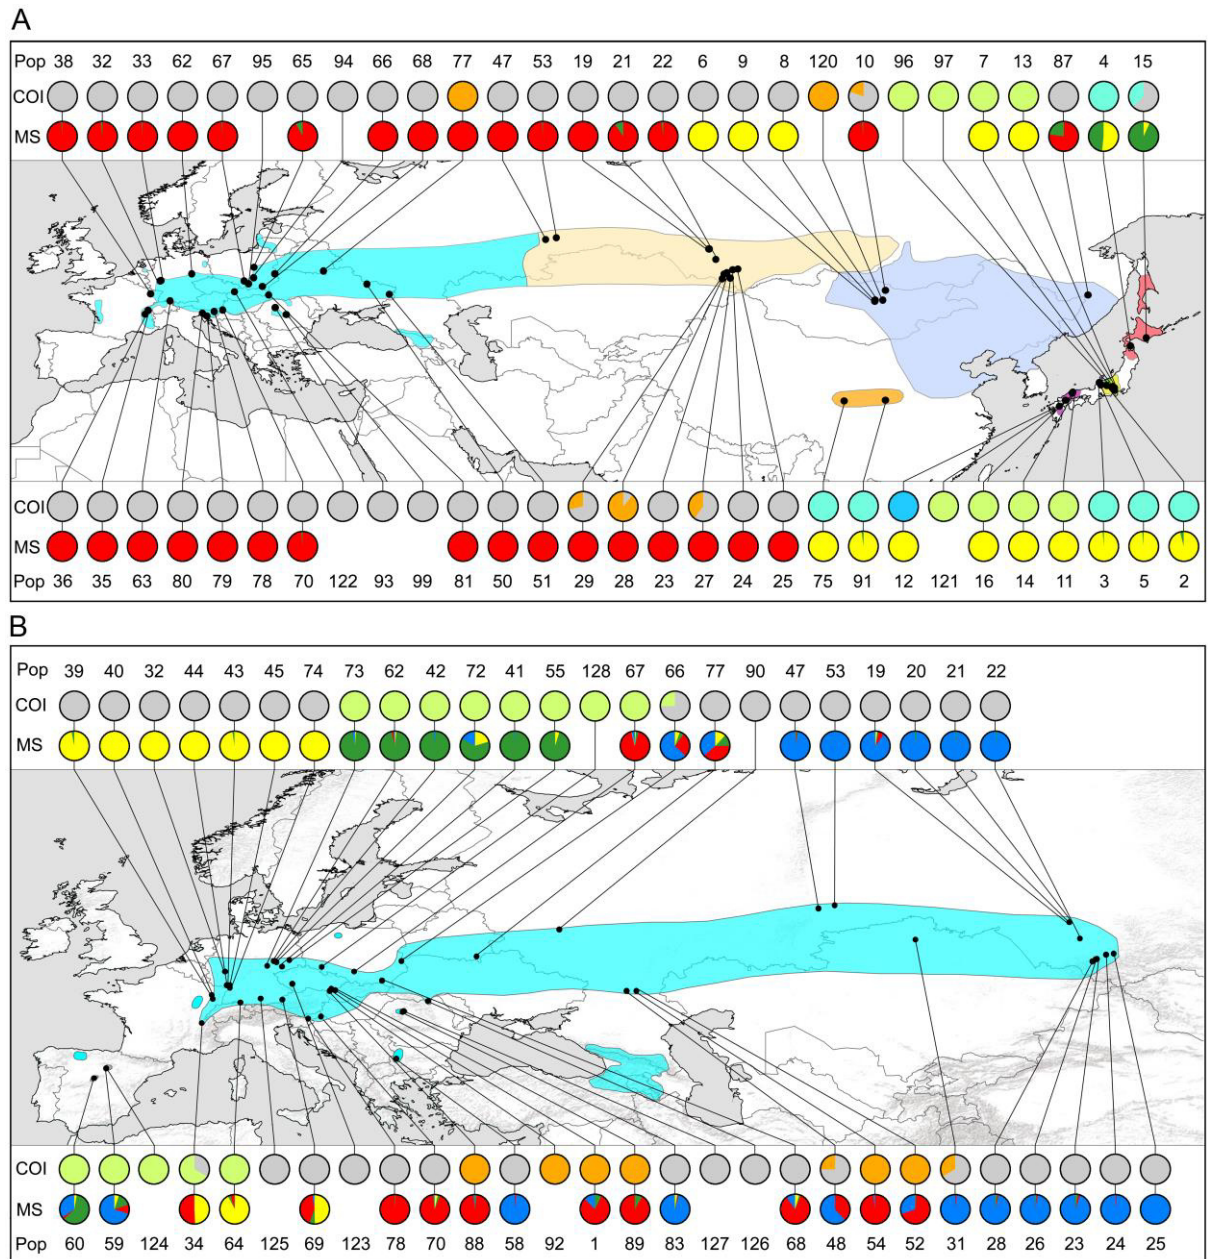 A
Pop 38 32 33 62 67 95 65 94 66 68 77 47 53 19 21 22 6 9 8 120 10 96 97 7 13 87 4 15
COI
MS
COI
MS
Pop 36 35 63 80 79 78 70 122 93 99 81 50 51 29 28 23 27 24 25 75 91 12 121 16 14 11 3 5 2
B
Pop 39 40 32 44 43 45 74 73 62 42 72 41 55 128 67 66 77 90 47 53 19 20 21 22
COI
MS
COI
MS
Pop 60 59 124 34 64 125 69 123 78 70 88 58 92 1 89 83 127 126 68 48 54 52 31 28 26 23 24 25